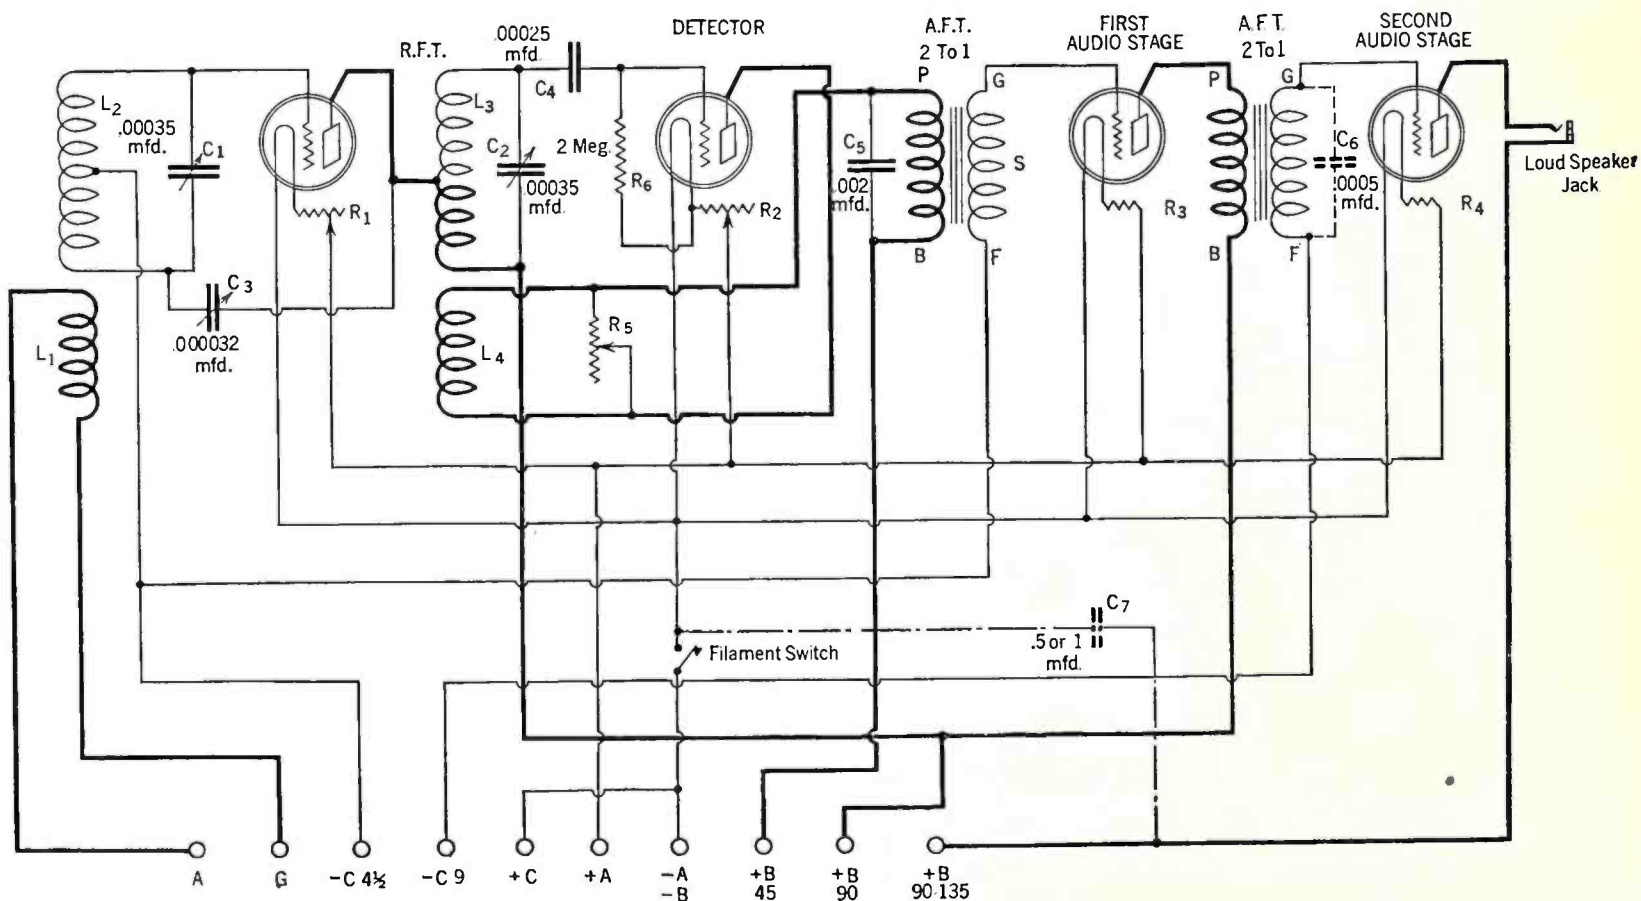 DETECTOR
A.F.T.
2 To 1
FIRST
AUDIO STAGE
A.F.T.
2 To 1
SECOND
AUDIO STAGE
R.F.T.
.00025
mfd.
C4
P
G
P
G
L2
.00035
mfd.
C1
L3
C2
.00035
mfd.
2 Meg.
R6
C5
.002
mfd.
S
C6
.0005
mfd.
Loud Speaker
Jack
R1
R2
R3
R4
B
F
B
F
C3
.000032
mfd.
L1
L4
R5
C7
.5 or 1
mfd.
Filament Switch
A
G
-C 4½
-C 9
+C
+A
-A
-B
+B
45
+B
90
+B
90-135